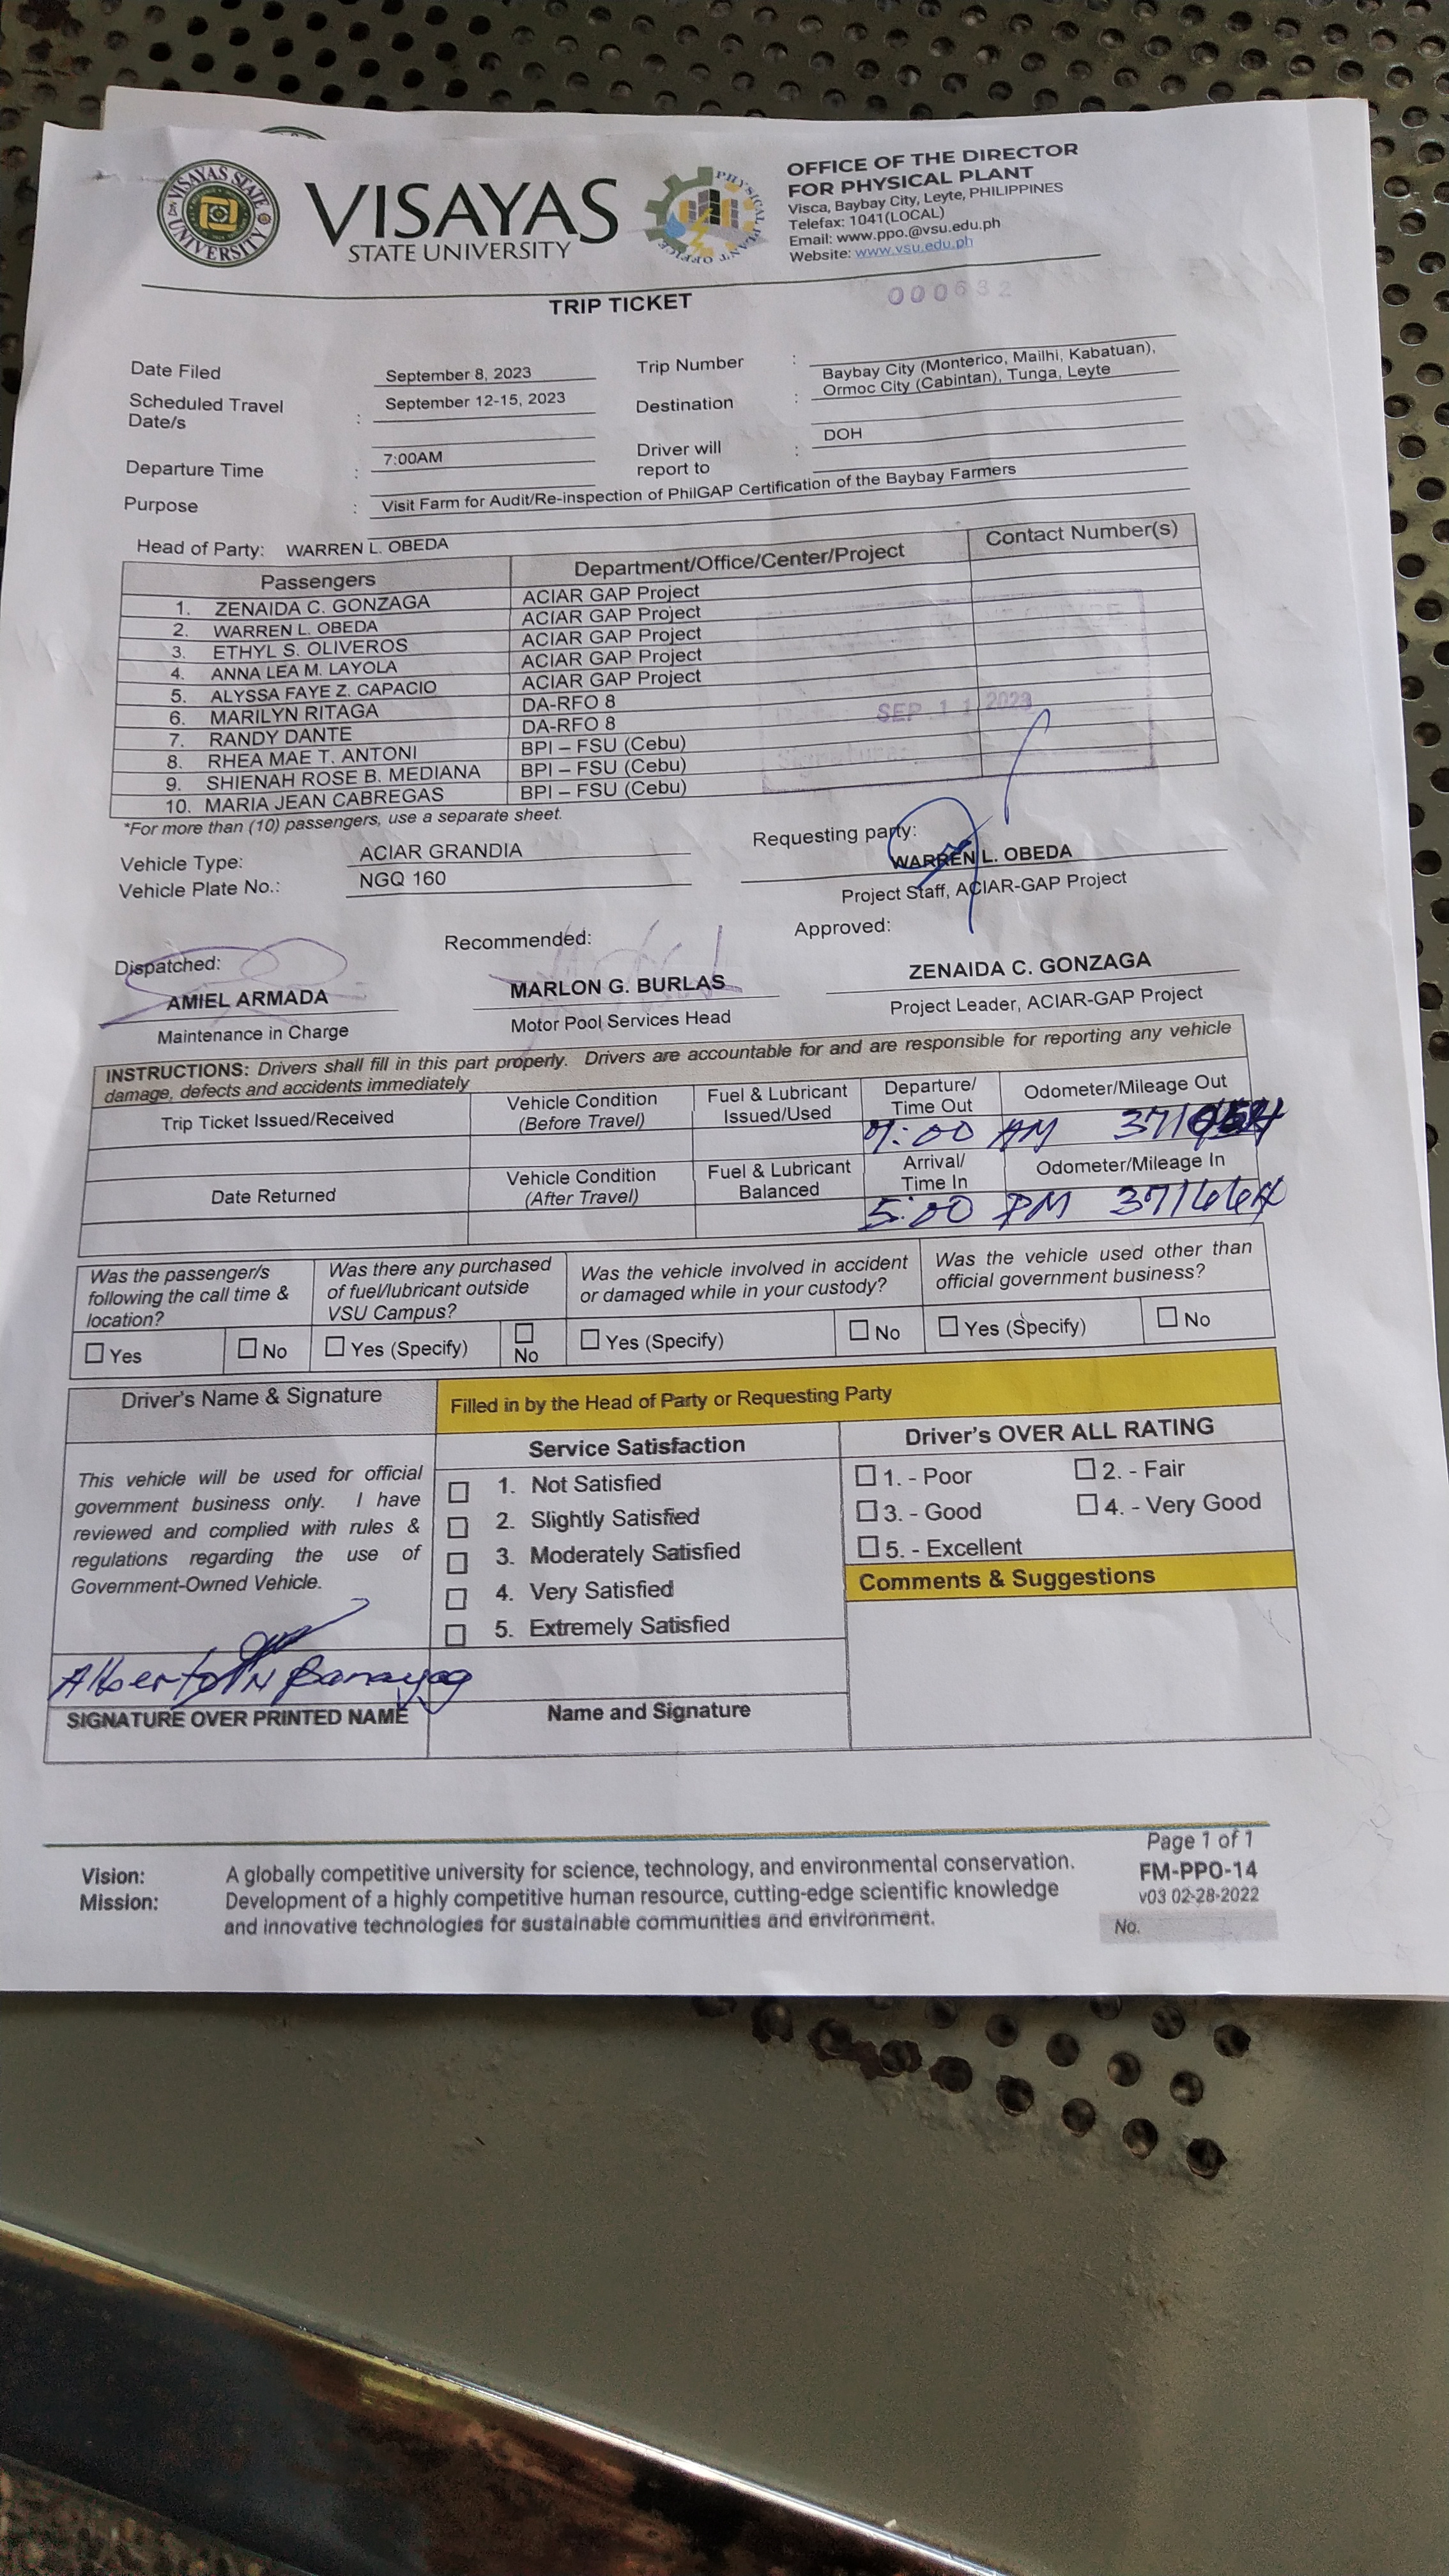 VISAYAS STATE UNIVERSITY
VISAYAS
STATE UNIVERSITY
PHYSICAL PLANT OFFICE
OFFICE OF THE DIRECTOR
FOR PHYSICAL PLANT
Visca, Baybay City, Leyte, PHILIPPINES
Telefax: 1041(LOCAL)
Email: www.ppo.@vsu.edu.ph
Website: www.vsu.edu.ph
TRIP TICKET
000632
Date Filed September 8, 2023 Trip Number :
Scheduled Travel Date/s : September 12-15, 2023 Destination : Baybay City (Monterico, Mailhi, Kabatuan),
Ormoc City (Cabintan), Tunga, Leyte
Departure Time : 7:00AM Driver will report to : DOH
Purpose : Visit Farm for Audit/Re-inspection of PhilGAP Certification of the Baybay Farmers
Head of Party: WARREN L. OBEDA
Passengers Department/Office/Center/Project Contact Number(s)
1. ZENAIDA C. GONZAGA ACIAR GAP Project
2. WARREN L. OBEDA ACIAR GAP Project
3. ETHYL S. OLIVEROS ACIAR GAP Project
4. ANNA LEA M. LAYOLA ACIAR GAP Project
5. ALYSSA FAYE Z. CAPACIO ACIAR GAP Project
6. MARILYN RITAGA DA-RFO 8
7. RANDY DANTE DA-RFO 8
8. RHEA MAE T. ANTONI BPI – FSU (Cebu)
9. SHIENAH ROSE B. MEDIANA BPI – FSU (Cebu)
10. MARIA JEAN CABREGAS BPI – FSU (Cebu)
SEP 11 2023
Signature:
*For more than (10) passengers, use a separate sheet.
Vehicle Type: ACIAR GRANDIA
Vehicle Plate No.: NGQ 160
Requesting party:
WARREN L. OBEDA
Project Staff, ACIAR-GAP Project
Dispatched: Recommended: Approved:
AMIEL ARMADA MARLON G. BURLAS ZENAIDA C. GONZAGA
Maintenance in Charge Motor Pool Services Head Project Leader, ACIAR-GAP Project
INSTRUCTIONS: Drivers shall fill in this part properly. Drivers are accountable for and are responsible for reporting any vehicle
damage, defects and accidents immediately
Trip Ticket Issued/Received Vehicle Condition (Before Travel) Fuel & Lubricant Issued/Used Departure/ Time Out Odometer/Mileage Out
7:00 AM
Date Returned Vehicle Condition (After Travel) Fuel & Lubricant Balanced Arrival/ Time In Odometer/Mileage In
5:00 PM 371664
Was the passenger/s following the call time & location?
Was there any purchased of fuel/lubricant outside VSU Campus?
Was the vehicle involved in accident or damaged while in your custody?
Was the vehicle used other than official government business?
☐ Yes ☐ No ☐ Yes (Specify) ☐ No ☐ Yes (Specify) ☐ No ☐ Yes (Specify) ☐ No
Driver's Name & Signature
Filled in by the Head of Party or Requesting Party
This vehicle will be used for official
government business only. I have
reviewed and complied with rules &
regulations regarding the use of
Government-Owned Vehicle.
Alberto N Banayag
SIGNATURE OVER PRINTED NAME
Service Satisfaction
☐ 1. Not Satisfied
☐ 2. Slightly Satisfied
☐ 3. Moderately Satisfied
☐ 4. Very Satisfied
☐ 5. Extremely Satisfied
Name and Signature
Driver's OVER ALL RATING
☐ 1. - Poor ☐ 2. - Fair
☐ 3. - Good ☐ 4. - Very Good
☐ 5. - Excellent
Comments & Suggestions
Vision: A globally competitive university for science, technology, and environmental conservation.
Mission: Development of a highly competitive human resource, cutting-edge scientific knowledge
and innovative technologies for sustainable communities and environment.
Page 1 of 1
FM-PPO-14
v03 02-28-2022
No.